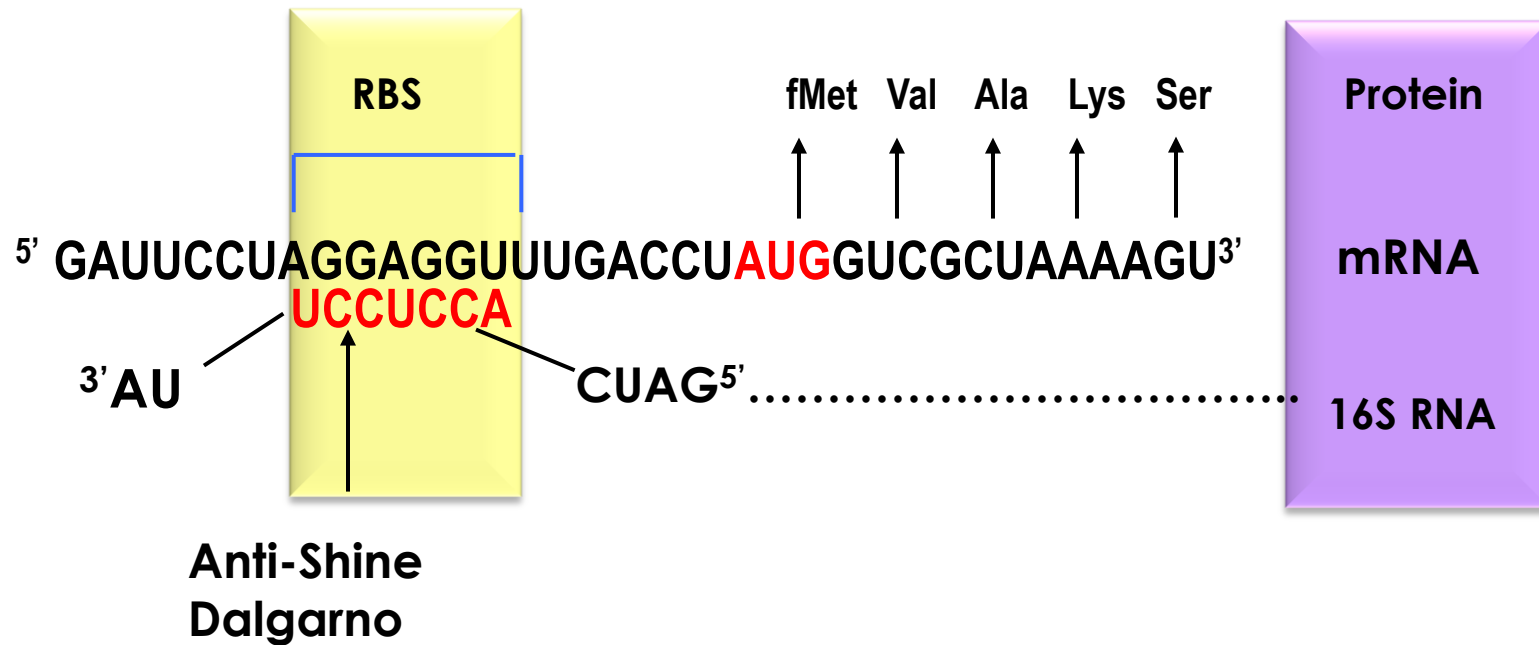 RBS
fMet Val Ala Lys Ser
Protein
5’ GAUUCCUAGGAGGUUUGACCUAUGGUCGCUAAAAGU3’
mRNA
UCCUCCA
3’AU
CUAG5’..................................
16S RNA
Anti-Shine
Dalgarno